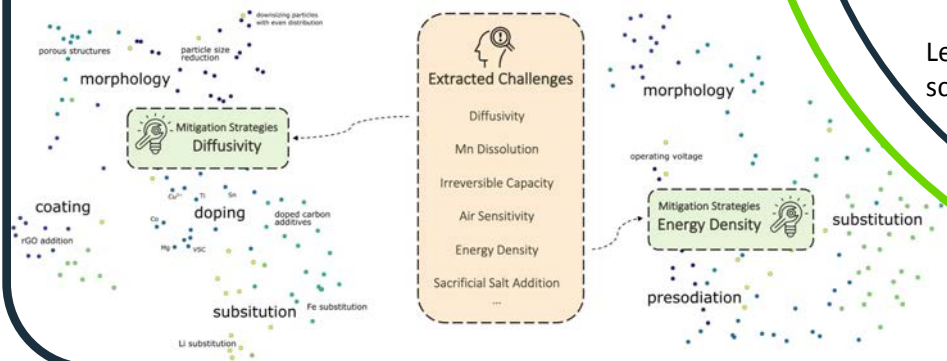 downsizing particles
with even distribution
porous structures
particle size
reduction
morphology
Mitigation Strategies
Diffusivity
Cu²⁺
Ti
Sn
coating
doping
doped carbon
additives
Co
rGO addition
Mg
VSC
subsitution
Fe substitution
Li substitution
Extracted Challenges
Diffusivity
Mn Dissolution
Irreversible Capacity
Air Sensitivity
Energy Density
Sacrificial Salt Addition
...
morphology
operating voltage
Mitigation Strategies
Energy Density
substitution
presodiation
Le